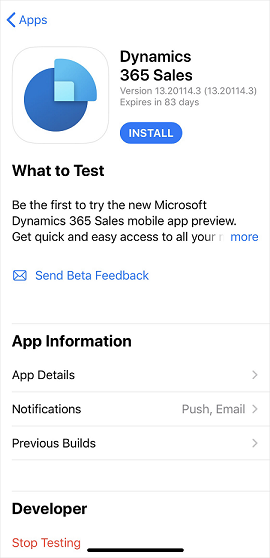 Apps
Dynamics
365 Sales
Version 13.20114.3 (13.20114.3)
Expires in 83 days
INSTALL
What to Test
Be the first to try the new Microsoft
Dynamics 365 Sales mobile app preview.
Get quick and easy access to all your more
Send Beta Feedback
App Information
App Details
Notifications Push, Email
Previous Builds
Developer
Stop Testing